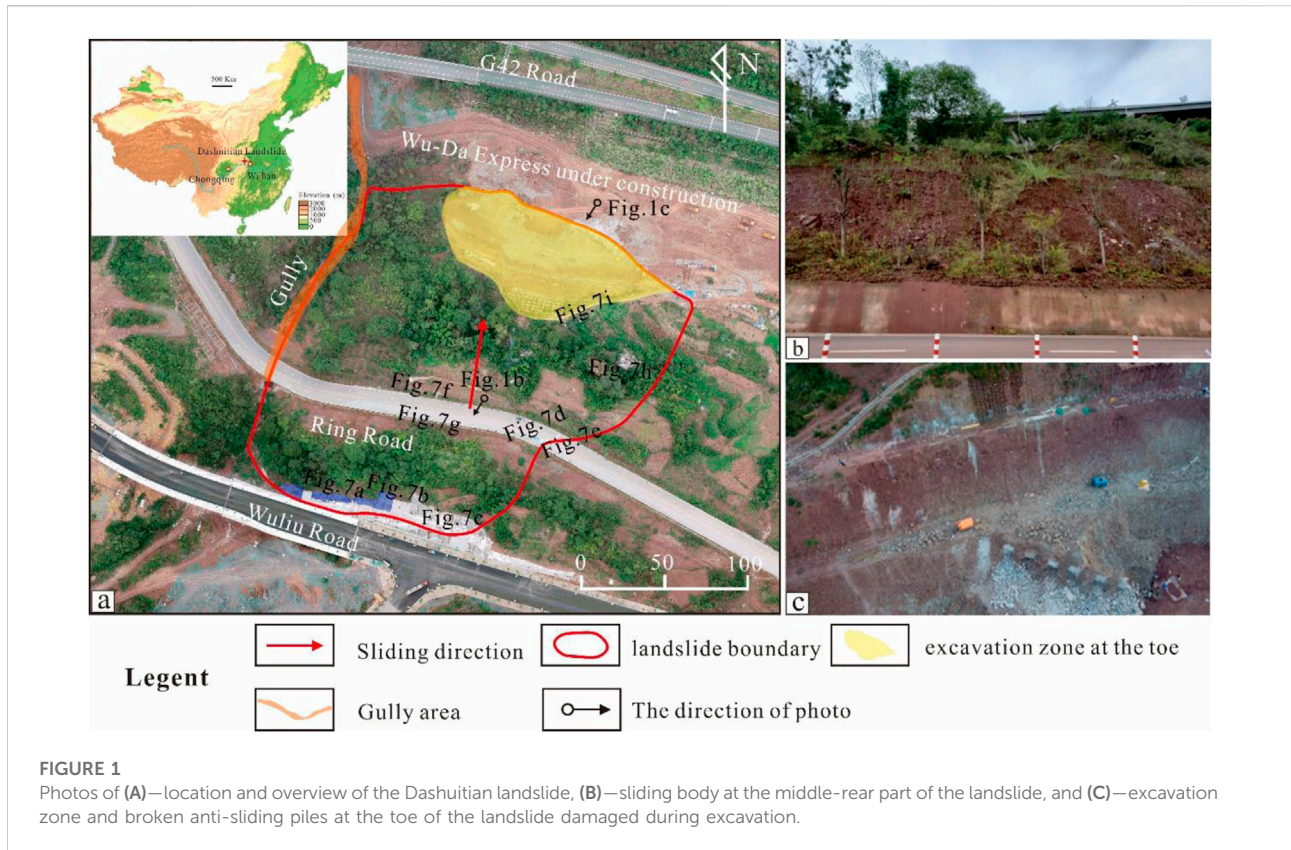 500 Km
Dashuitian Landslide
Chongqing
Wuhan
Elevation (m)
3000
2000
1000
500
0
G42 Road
N
Wu-Da Express under construction
Fig.1c
Gully
Fig.7i
Fig.7h
Fig.7f
Fig.1b
Fig.7g
Fig.7d
Fig.7e
Ring Road
Fig.7a
Fig.7b
Fig.7c
Wuliu Road
0 50 100
a
b
c
Legent
Sliding direction
landslide boundary
excavation zone at the toe
Gully area
The direction of photo
FIGURE 1
Photos of (A)—location and overview of the Dashuitian landslide, (B)—sliding body at the middle-rear part of the landslide, and (C)—excavation
zone and broken anti-sliding piles at the toe of the landslide damaged during excavation.